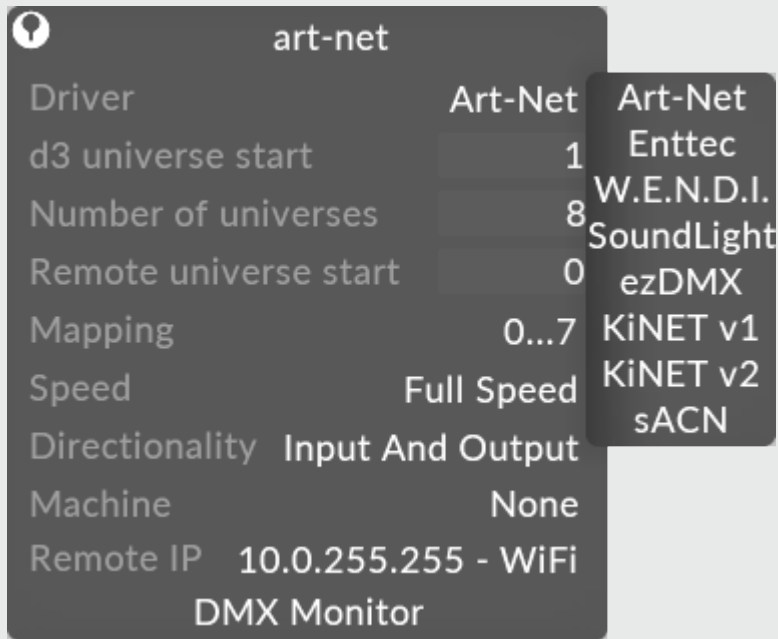 art-net
Driver Art-Net
d3 universe start 1
Number of universes 8
Remote universe start 0
Mapping 0...7
Speed Full Speed
Directionality Input And Output
Machine None
Remote IP 10.0.255.255 - WiFi
DMX Monitor
Art-Net
Enttec
W.E.N.D.I.
SoundLight
ezDMX
KiNET v1
KiNET v2
sACN